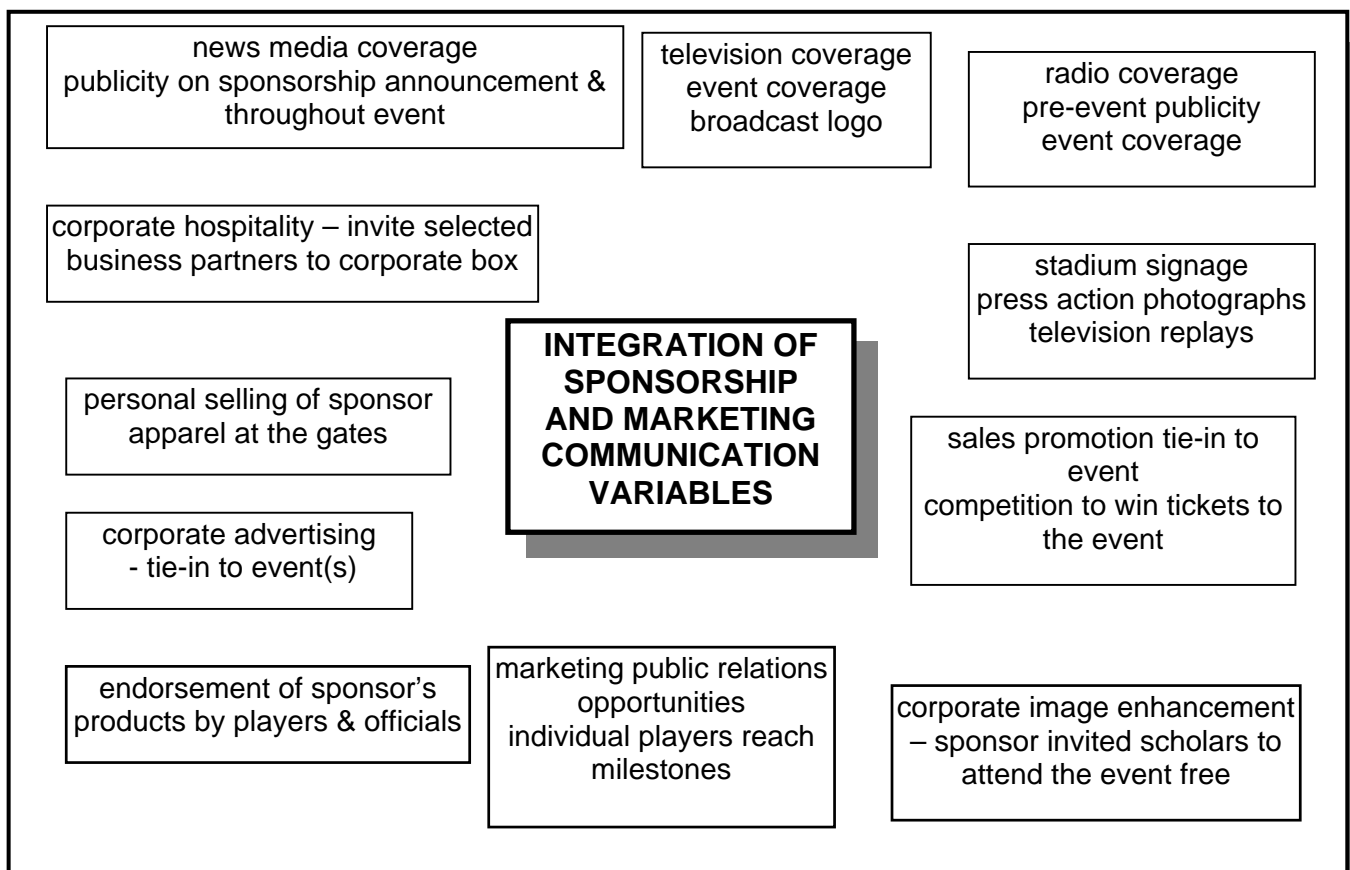 news media coverage
publicity on sponsorship announcement &
throughout event
television coverage
event coverage
broadcast logo
radio coverage
pre-event publicity
event coverage
corporate hospitality – invite selected
business partners to corporate box
stadium signage
press action photographs
television replays
INTEGRATION OF
SPONSORSHIP
AND MARKETING
COMMUNICATION
VARIABLES
personal selling of sponsor
apparel at the gates
sales promotion tie-in to
event
competition to win tickets to
the event
corporate advertising
- tie-in to event(s)
endorsement of sponsor’s
products by players & officials
marketing public relations
opportunities
individual players reach
milestones
corporate image enhancement
– sponsor invited scholars to
attend the event free